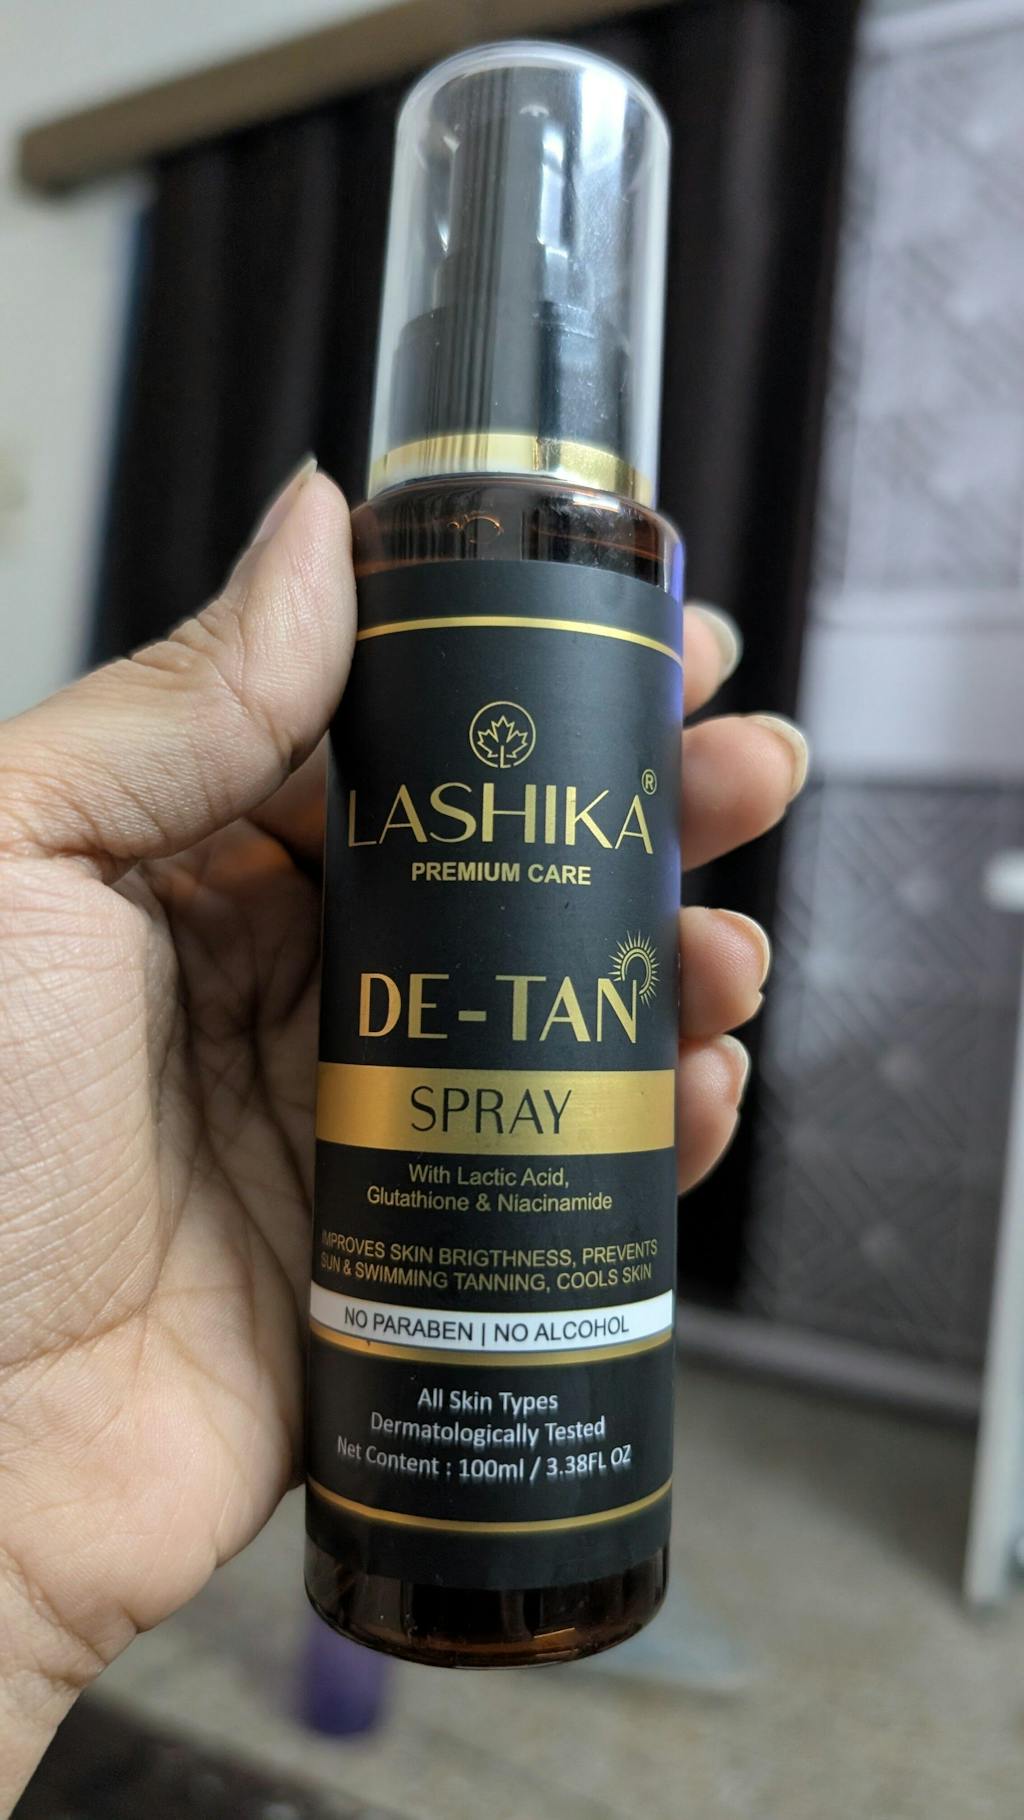 LASHIKA®
PREMIUM CARE
DE-TAN
SPRAY
With Lactic Acid,
Glutathione & Niacinamide
IMPROVES SKIN BRIGTHNESS, PREVENTS
SUN & SWIMMING TANNING, COOLS SKIN
NO PARABEN | NO ALCOHOL
All Skin Types
Dermatologically Tested
Net Content : 100ml / 3.38FL OZ